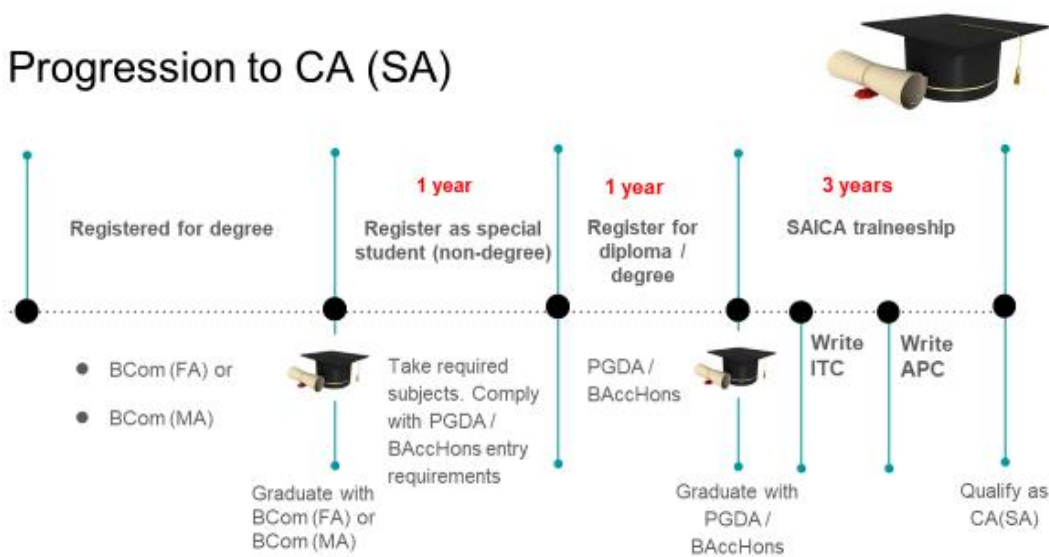 Progression to CA (SA)
1 year
1 year
3 years
Registered for degree
Register as special
student (non-degree)
Register for
diploma /
degree
SAICA traineeship
BCom (FA) or
BCom (MA)
Graduate with
BCom (FA) or
BCom (MA)
Take required
subjects. Comply
with PGDA /
BAccHons entry
requirements
PGDA /
BAccHons
Graduate with
PGDA /
BAccHons
Write
ITC
Write
APC
Qualify as
CA(SA)